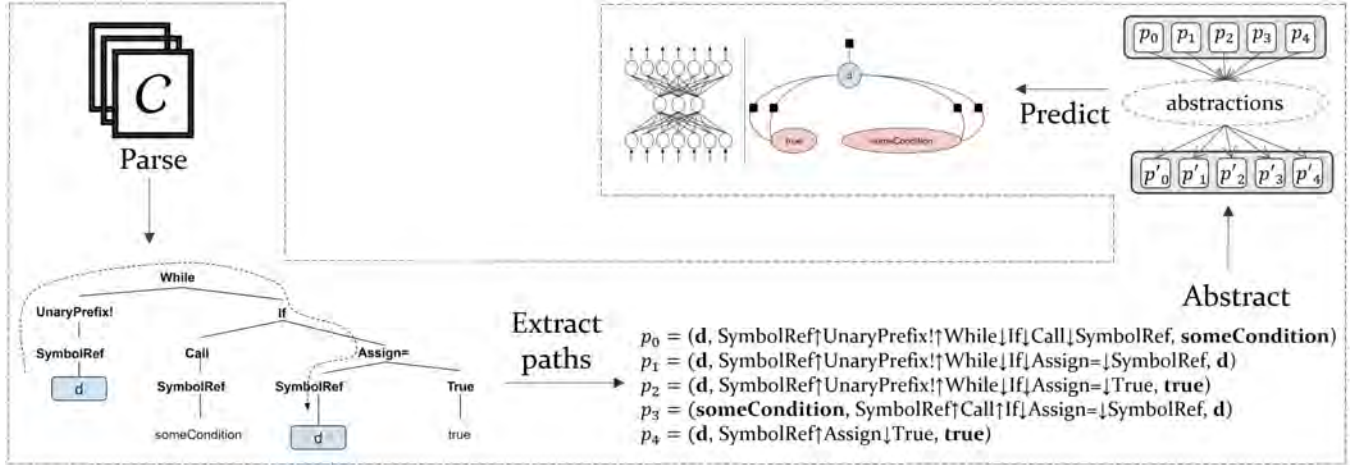 C
Parse
While
UnaryPrefix!
If
SymbolRef
Call
Assign=
d
SymbolRef
SymbolRef
True
someCondition
d
true
Extract
paths
p₀ = (d, SymbolRef↑UnaryPrefix!↑While↓If↓Call↓SymbolRef, someCondition)
p₁ = (d, SymbolRef↑UnaryPrefix!↑While↓If↓Assign=↓SymbolRef, d)
p₂ = (d, SymbolRef↑UnaryPrefix!↑While↓If↓Assign=↓True, true)
p₃ = (someCondition, SymbolRef↑Call↑If↓Assign=↓SymbolRef, d)
p₄ = (d, SymbolRef↑Assign↓True, true)
Abstract
p₀ p₁ p₂ p₃ p₄
abstractions
p'₀ p'₁ p'₂ p'₃ p'₄
Predict
d
true
someCondition